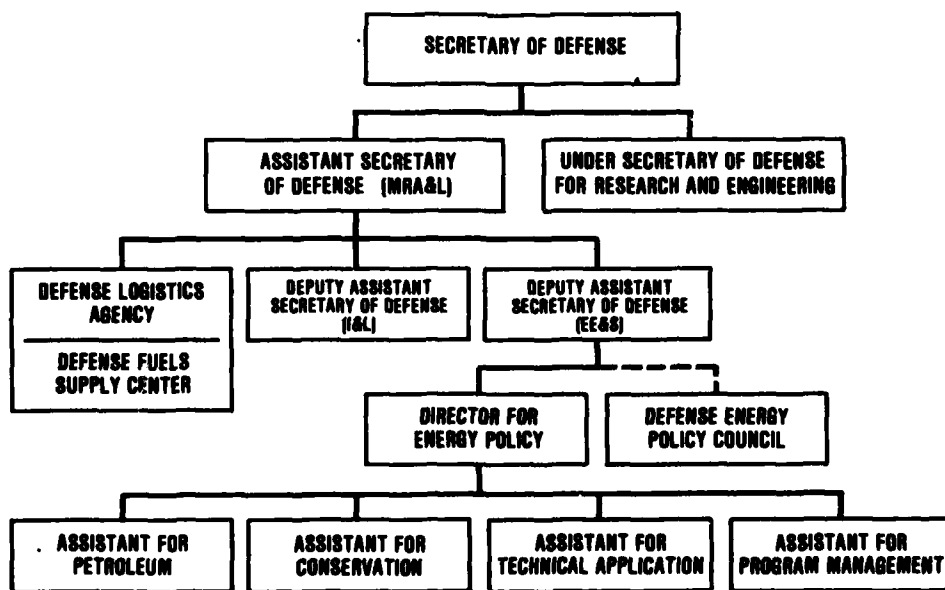 SECRETARY OF DEFENSE
ASSISTANT SECRETARY
OF DEFENSE (MRA&L)
UNDER SECRETARY OF DEFENSE
FOR RESEARCH AND ENGINEERING
DEFENSE LOGISTICS
AGENCY
DEFENSE FUELS
SUPPLY CENTER
DEPUTY ASSISTANT
SECRETARY OF DEFENSE
(I&L)
DEPUTY ASSISTANT
SECRETARY OF DEFENSE
(EE&S)
DIRECTOR FOR
ENERGY POLICY
DEFENSE ENERGY
POLICY COUNCIL
ASSISTANT FOR
PETROLEUM
ASSISTANT FOR
CONSERVATION
ASSISTANT FOR
TECHNICAL APPLICATION
ASSISTANT FOR
PROGRAM MANAGEMENT